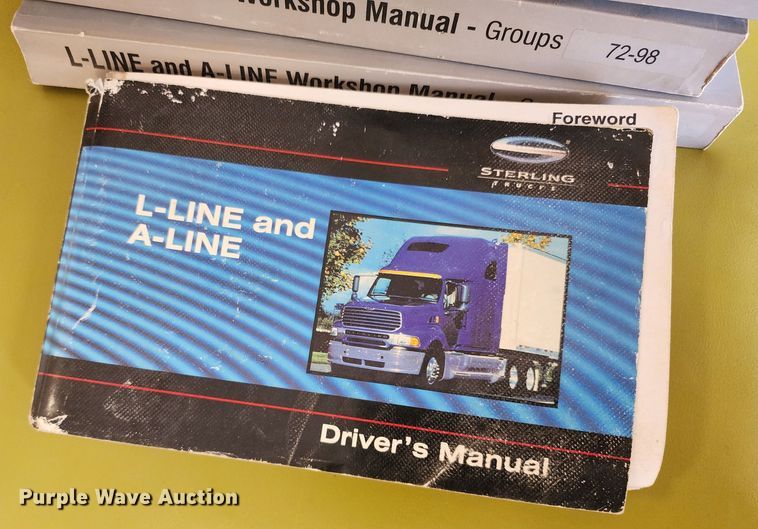 Workshop Manual - Groups 72-98
L-LINE and A-LINE Workshop Manual -
Foreword
STERLING
TRUCKS
L-LINE and
A-LINE
Driver's Manual
Purple Wave Auction